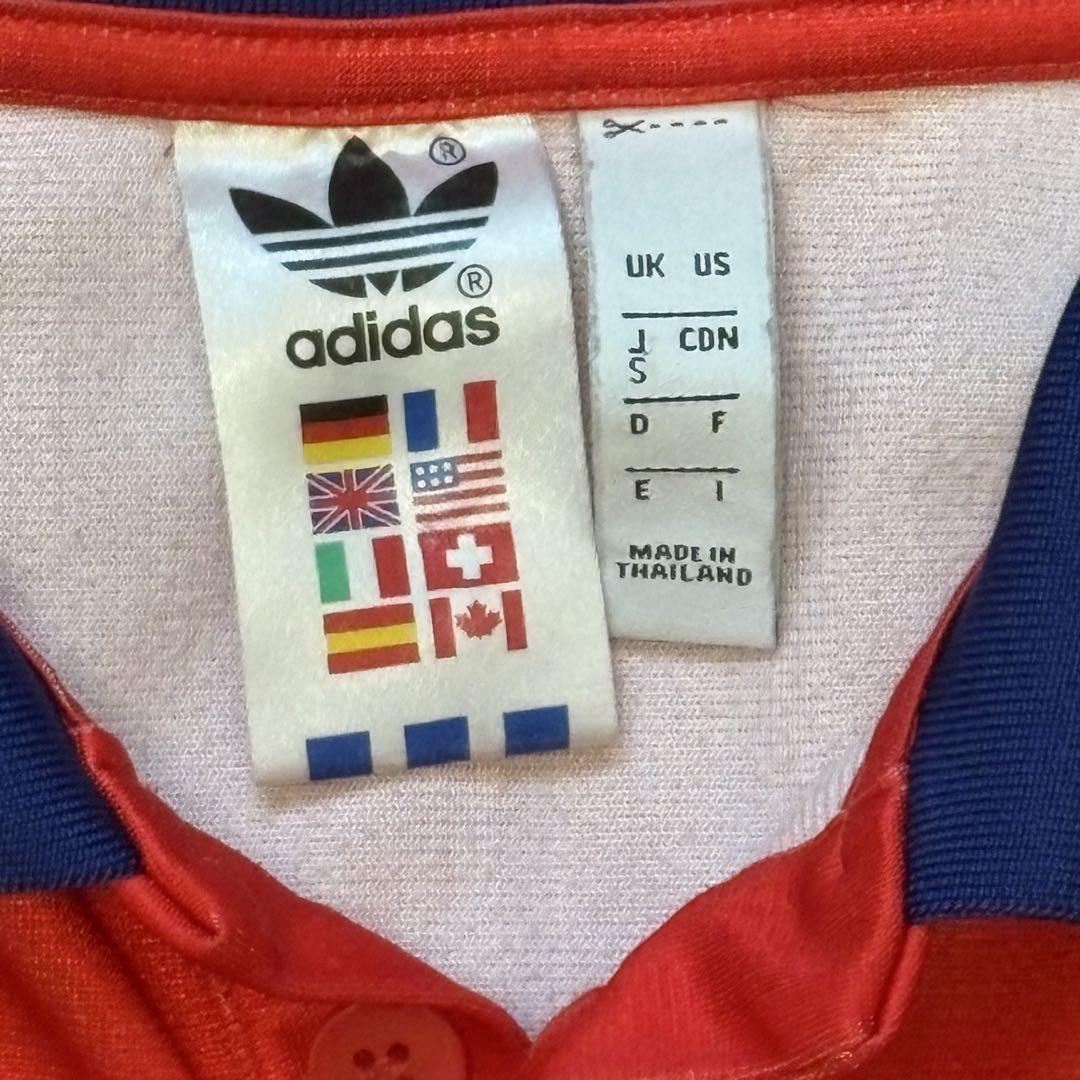 ®
®
adidas
UK US
J CDN
S
D F
E I
MADE IN
THAILAND